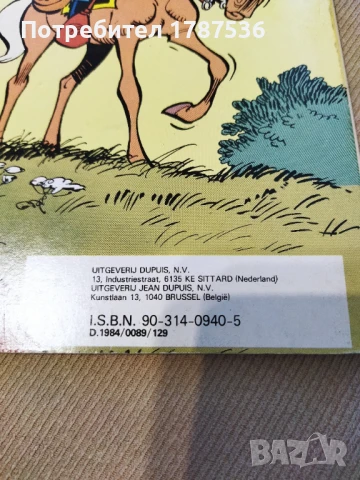 Потребител 1787536
UITGEVERIJ DUPUIS, N.V.
13, Industriestraat, 6135 KE SITTARD (Nederland)
UITGEVERIJ JEAN DUPUIS, N.V.
Kunstlaan 13, 1040 BRUSSEL (België)
I.S.B.N. 90-314-0940-5
D.1984/0089/129
BAZAR